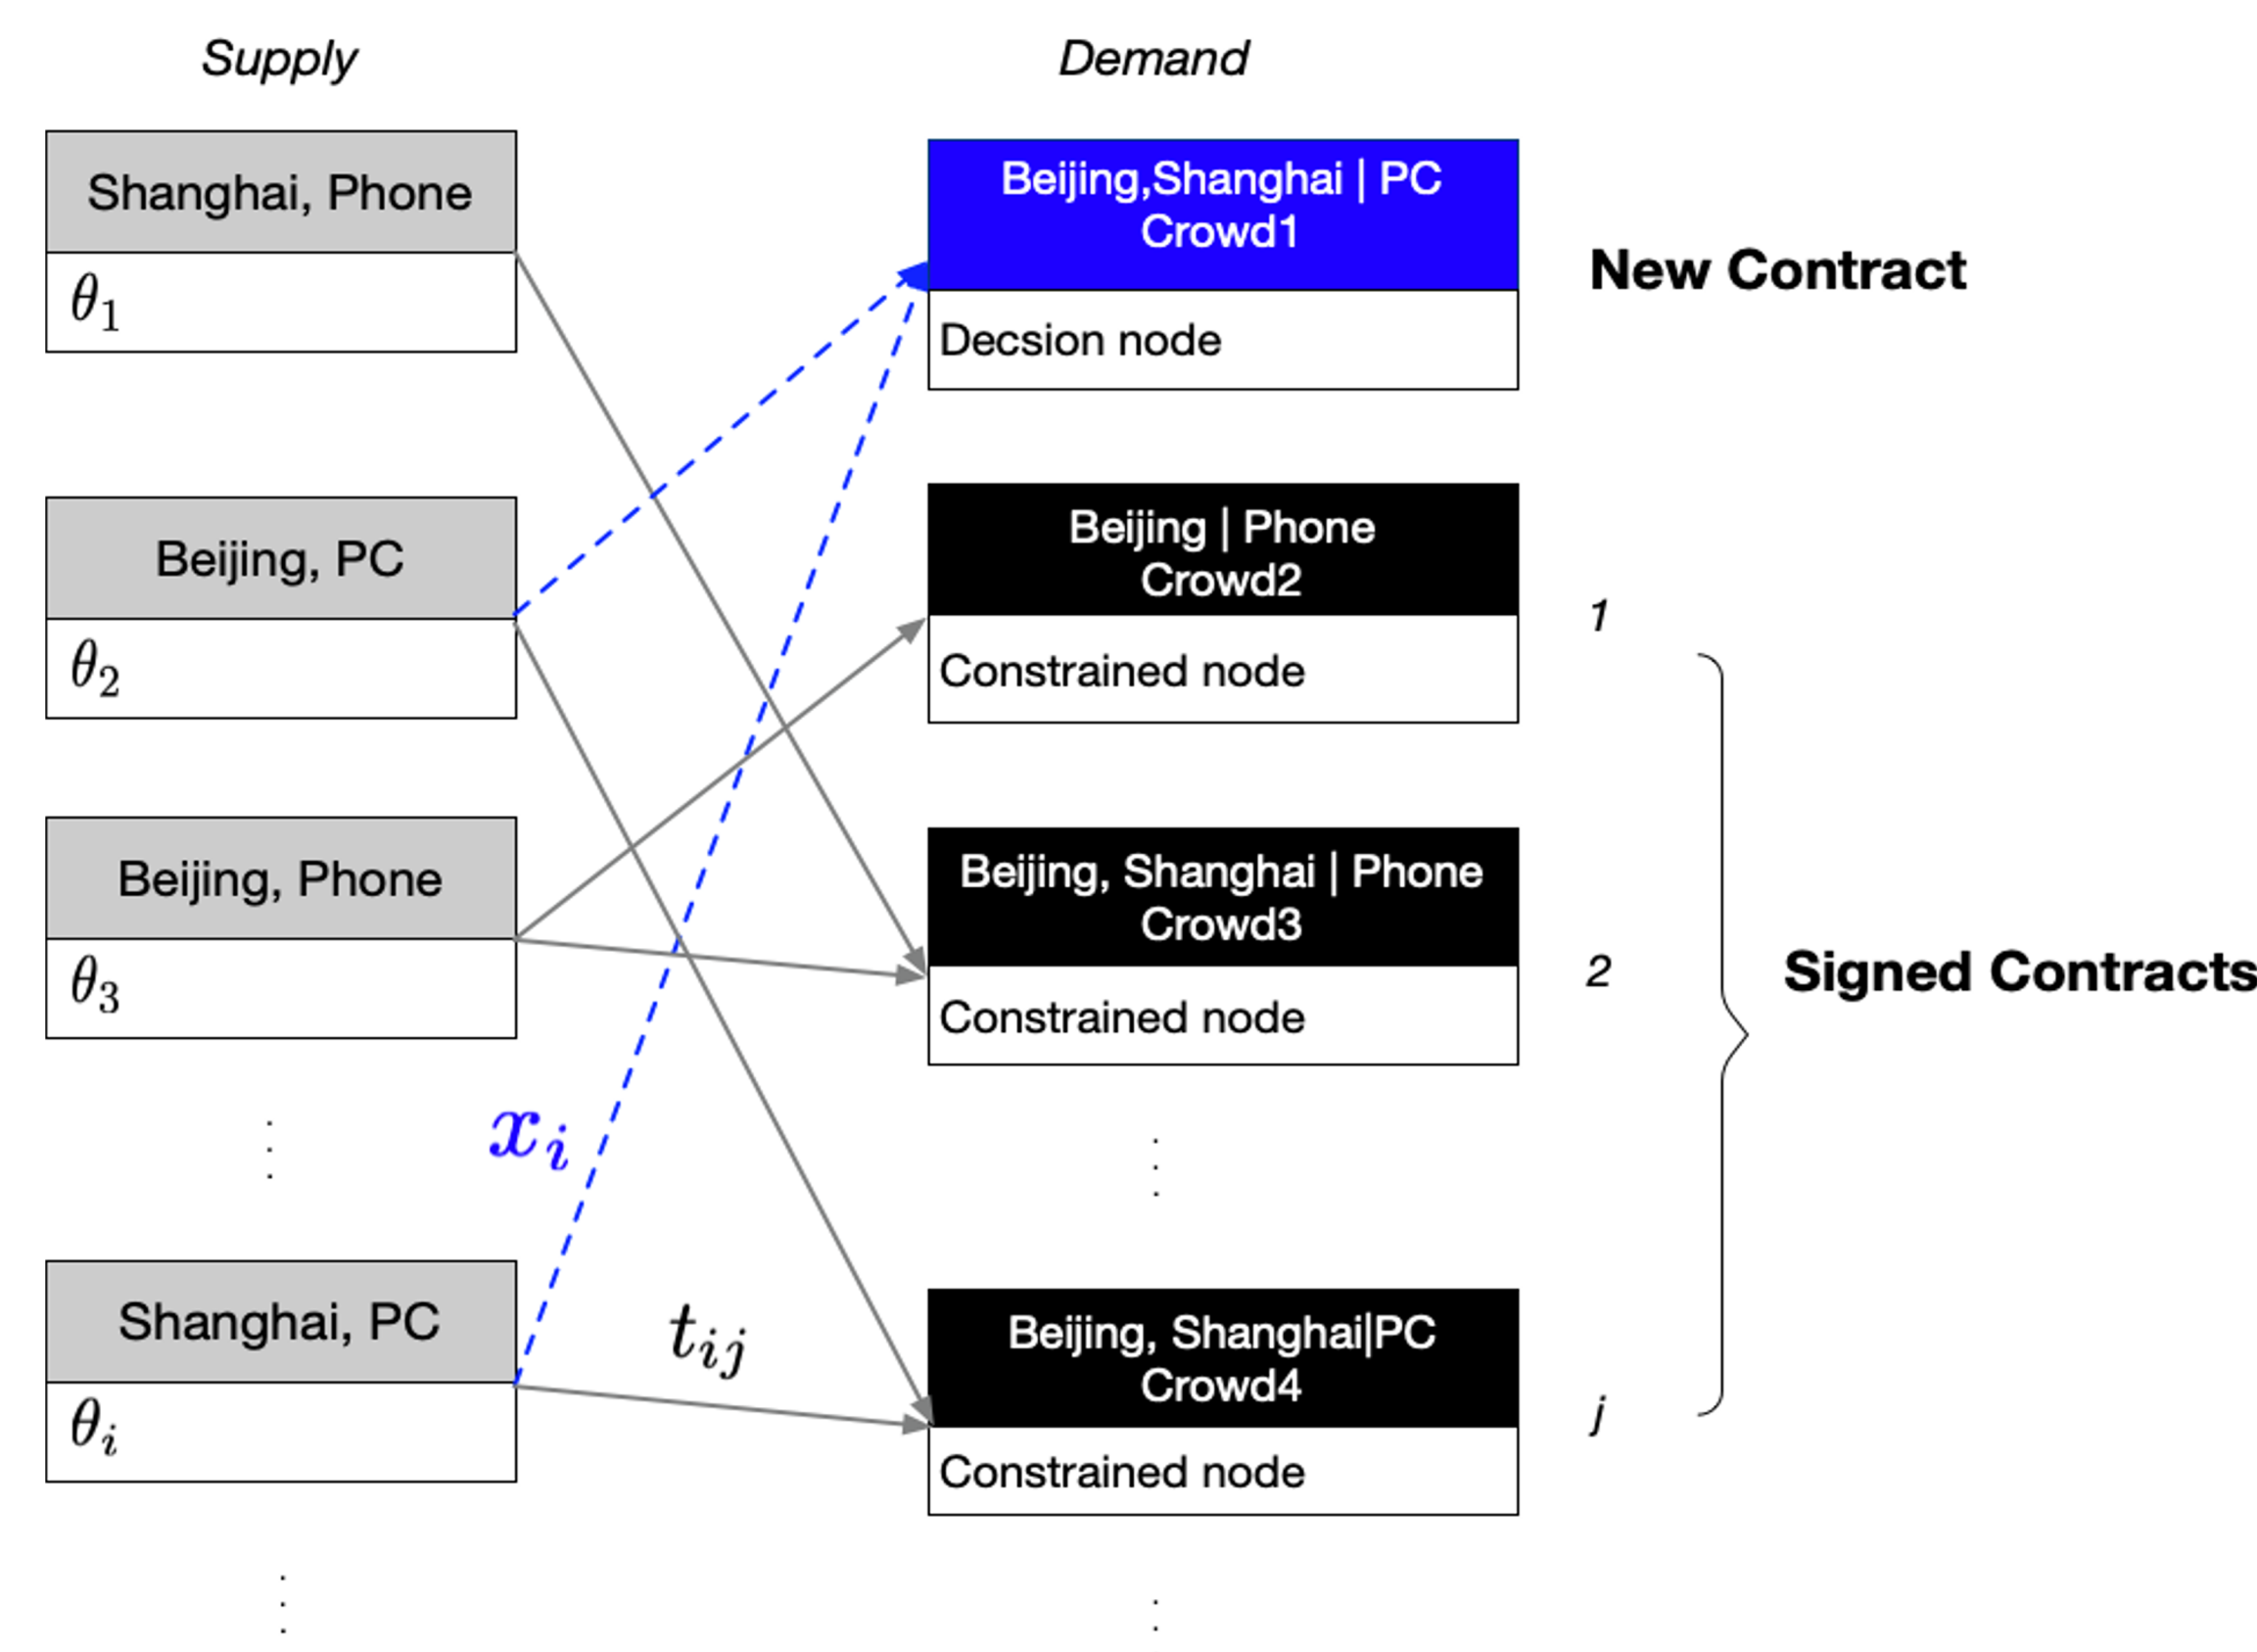 Supply
Demand
Shanghai, Phone
θ₁
Beijing,Shanghai | PC
Crowd1
Decsion node
New Contract
Beijing, PC
θ₂
Beijing | Phone
Crowd2
Constrained node
1
Beijing, Phone
θ₃
Beijing, Shanghai | Phone
Crowd3
Constrained node
2
Signed Contracts
xᵢ
tᵢⱼ
Shanghai, PC
θᵢ
Beijing, Shanghai|PC
Crowd4
Constrained node
j